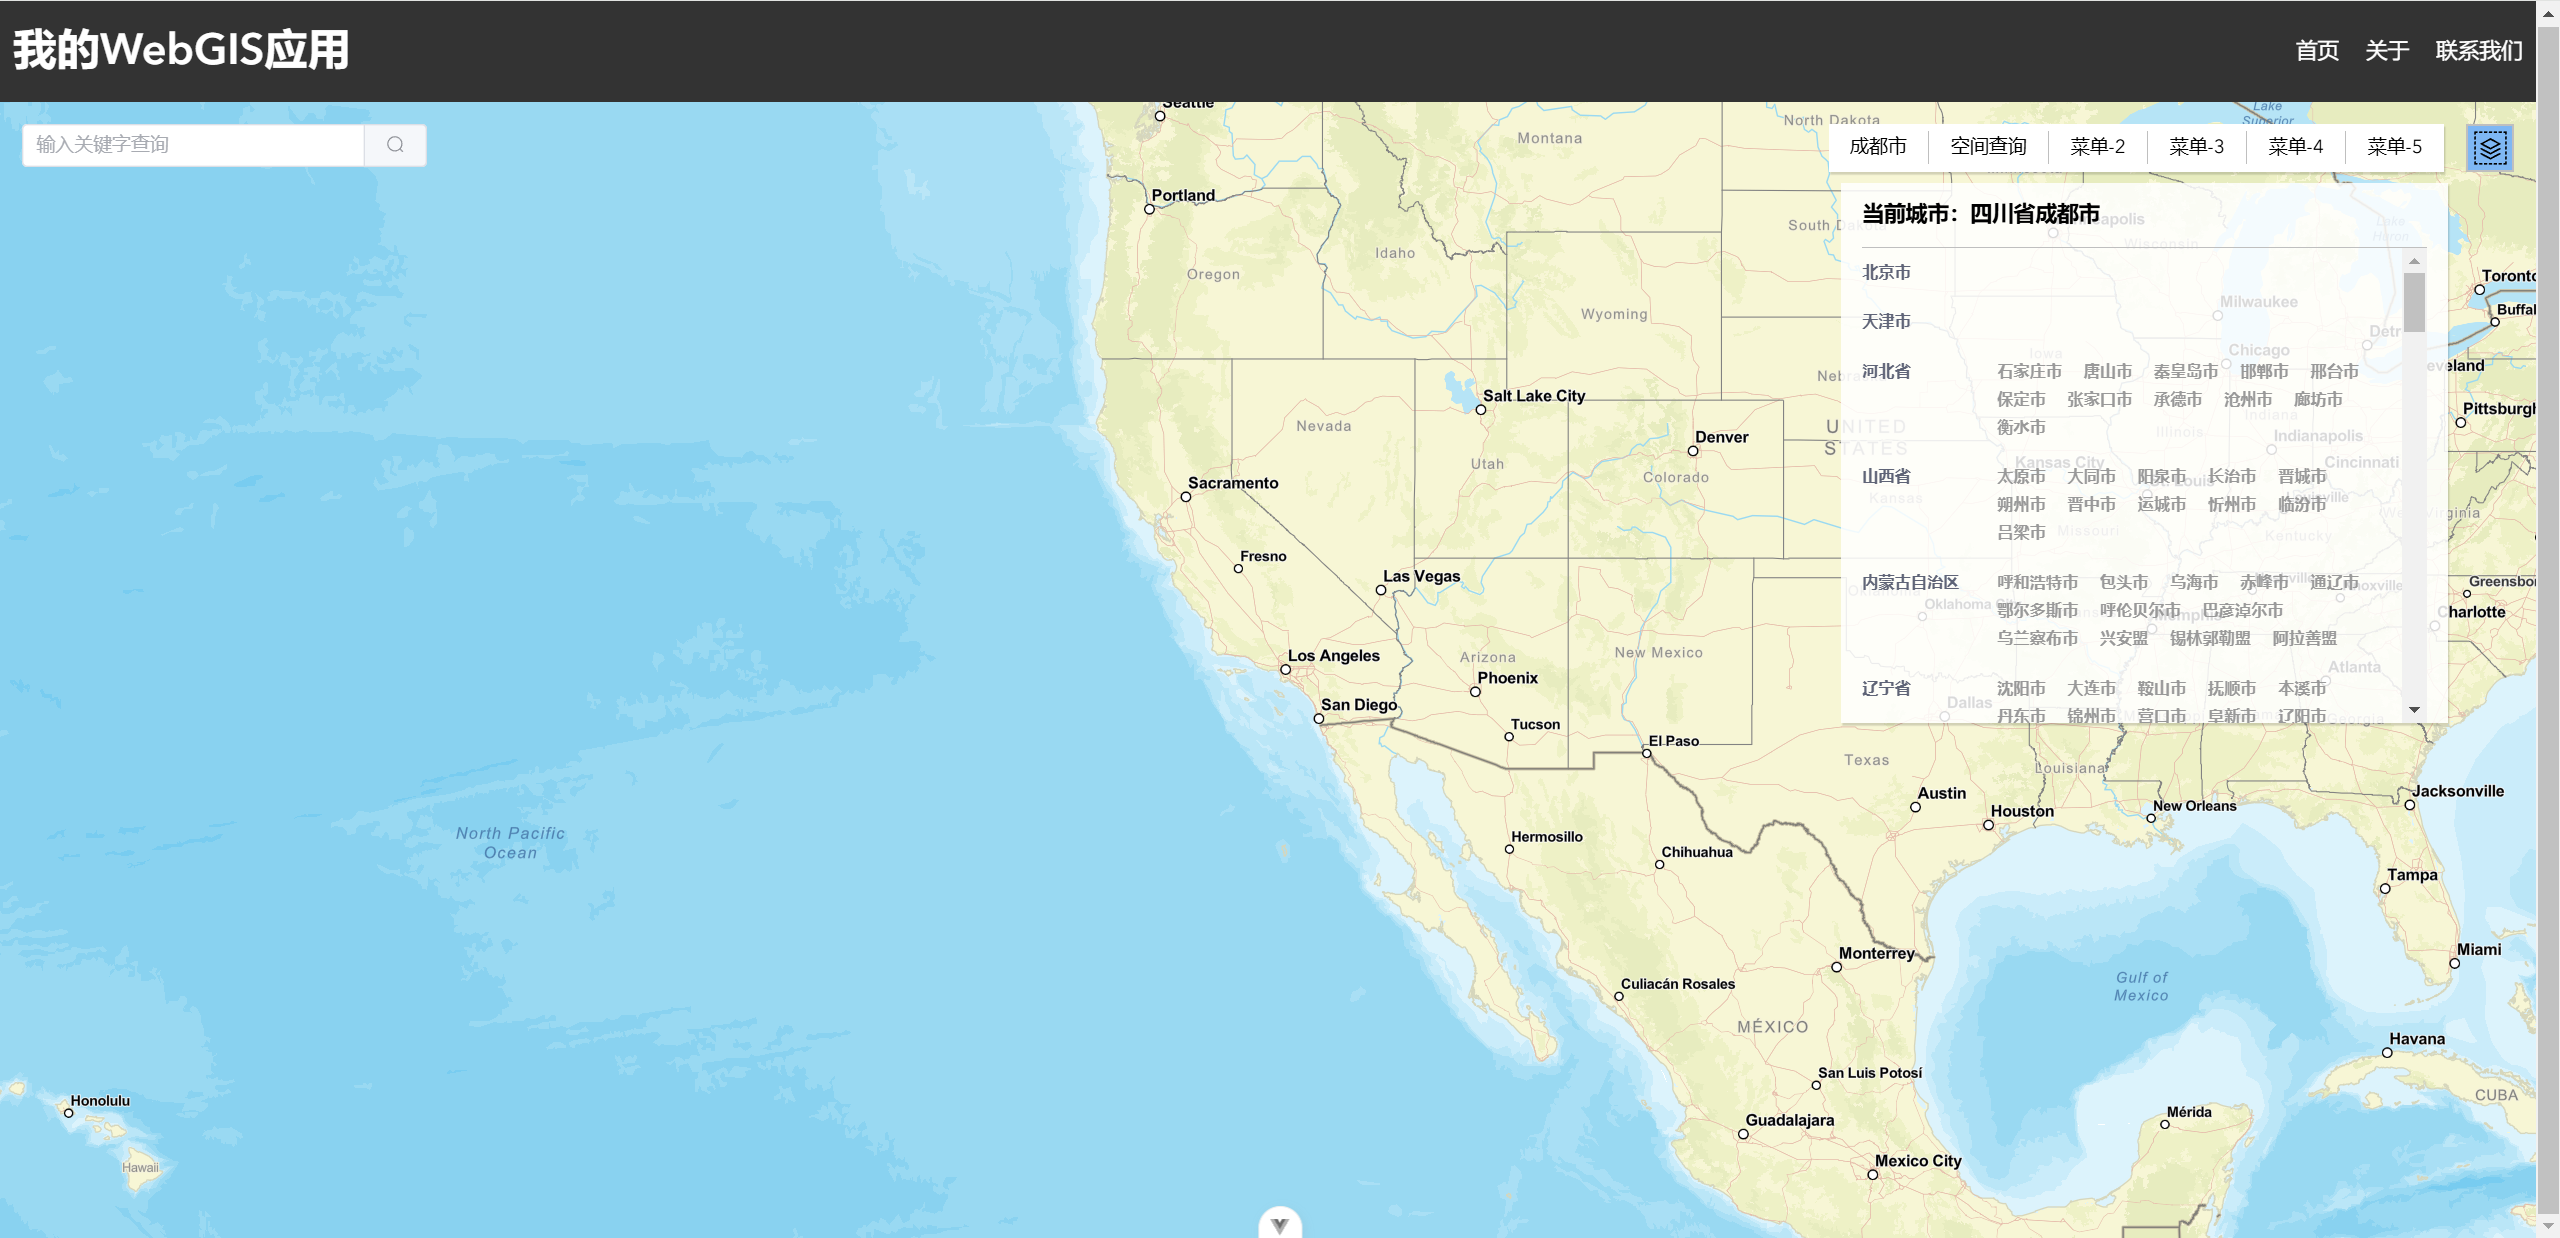 我的WebGIS应用
首页 关于 联系我们
输入关键字查询
成都市 空间查询 菜单-2 菜单-3 菜单-4 菜单-5
当前城市：四川省成都市
北京市
天津市
河北省 石家庄市 唐山市 秦皇岛市 邯郸市 邢台市
保定市 张家口市 承德市 沧州市 廊坊市
衡水市
山西省 太原市 大同市 阳泉市 长治市 晋城市
朔州市 晋中市 运城市 忻州市 临汾市
吕梁市
内蒙古自治区 呼和浩特市 包头市 乌海市 赤峰市 通辽市
鄂尔多斯市 呼伦贝尔市 巴彦淖尔市
乌兰察布市 兴安盟 锡林郭勒盟 阿拉善盟
辽宁省 沈阳市 大连市 鞍山市 抚顺市 本溪市
丹东市 锦州市 营口市 阜新市 辽阳市
Seattle
Montana
North Dakota
Lake
Superior
Portland
Oregon
Idaho
Wyoming
Wisconsin
Milwaukee
Chicago
Iowa
Salt Lake City
Nevada
Utah
Denver
Colorado
UNITED
STATES
Kansas City
Kansas
Missouri
Illinois
Indiana
Indianapolis
Cincinnati
Kentucky
Pittsburgh
Sacramento
Fresno
Las Vegas
Los Angeles
San Diego
Arizona
Phoenix
Tucson
New Mexico
El Paso
Memphis
Atlanta
Georgia
Dallas
Texas
Louisiana
Austin
Houston
New Orleans
Jacksonville
Tampa
Miami
Hermosillo
Chihuahua
Monterrey
Culiacán Rosales
MÉXICO
San Luis Potosí
Guadalajara
Mexico City
Mérida
Havana
CUBA
Gulf of
Mexico
North Pacific
Ocean
Honolulu
Hawaii